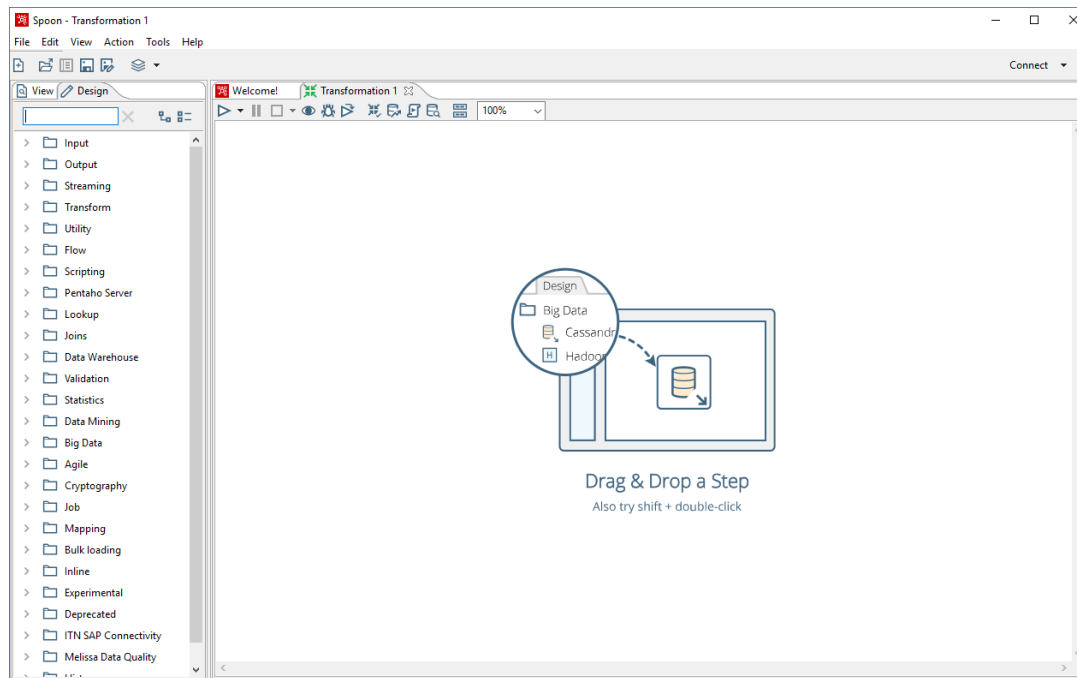 Spoon - Transformation 1
File Edit View Action Tools Help
Connect
View Design
Welcome! Transformation 1
100%
Input
Output
Streaming
Transform
Utility
Flow
Scripting
Pentaho Server
Lookup
Joins
Data Warehouse
Validation
Statistics
Data Mining
Big Data
Agile
Cryptography
Job
Mapping
Bulk loading
Inline
Experimental
Deprecated
ITN SAP Connectivity
Melissa Data Quality
Design
Big Data
Cassandr
H Hadoop
Drag & Drop a Step
Also try shift + double-click